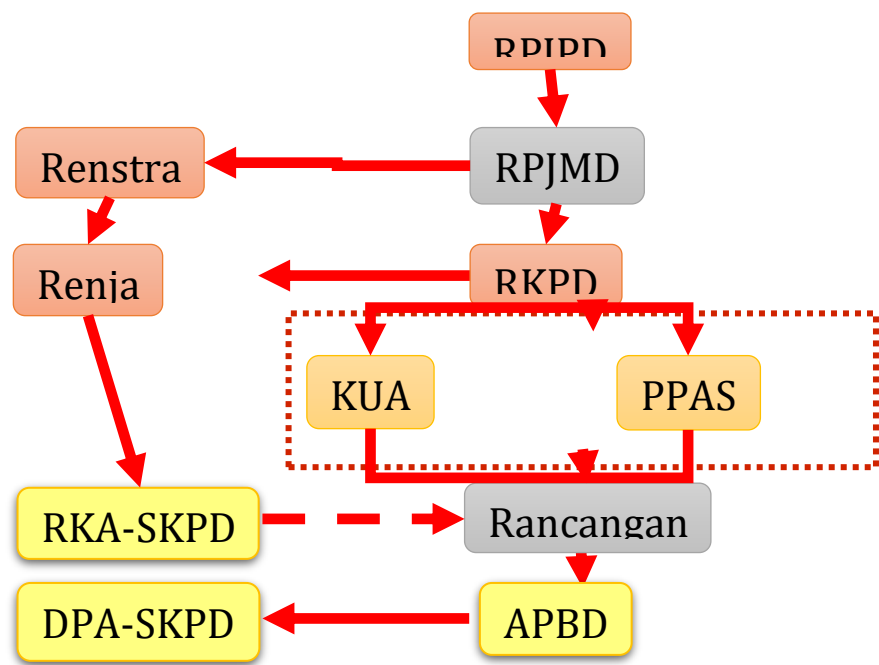 RPJPD
Renstra
RPJMD
Renja
RKPD
KUA
PPAS
RKA-SKPD
Rancangan
DPA-SKPD
APBD